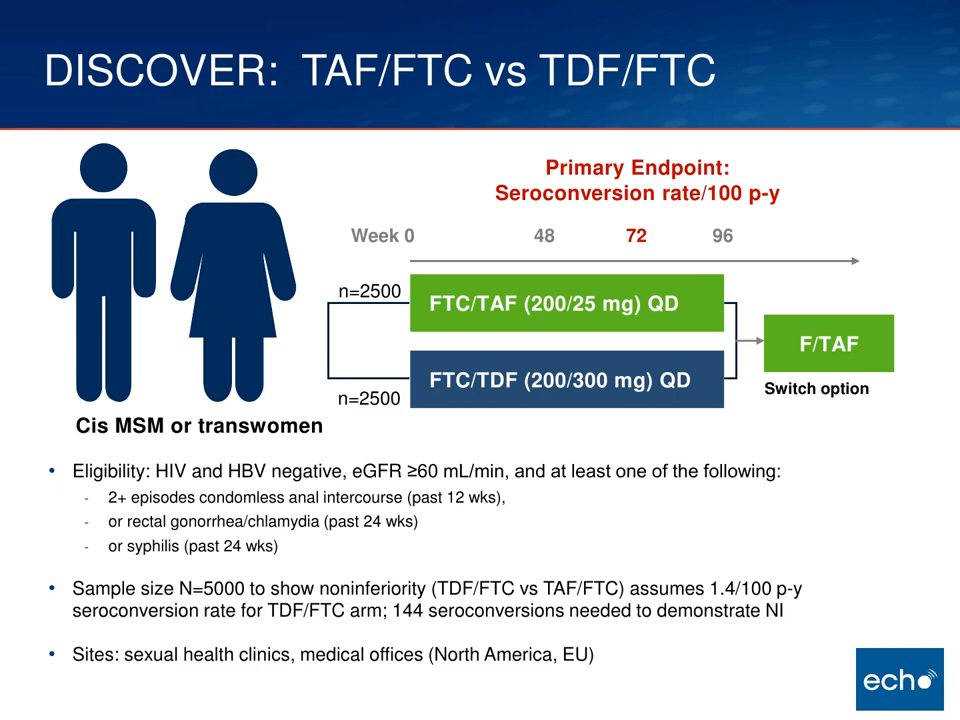 DISCOVER: TAF/FTC vs TDF/FTC
Primary Endpoint:
Seroconversion rate/100 p-y
Week 0 48 72 96
n=2500
FTC/TAF (200/25 mg) QD
F/TAF
FTC/TDF (200/300 mg) QD
Switch option
n=2500
Cis MSM or transwomen
• Eligibility: HIV and HBV negative, eGFR ≥60 mL/min, and at least one of the following:
- 2+ episodes condomless anal intercourse (past 12 wks),
- or rectal gonorrhea/chlamydia (past 24 wks)
- or syphilis (past 24 wks)
• Sample size N=5000 to show noninferiority (TDF/FTC vs TAF/FTC) assumes 1.4/100 p-y
seroconversion rate for TDF/FTC arm; 144 seroconversions needed to demonstrate NI
• Sites: sexual health clinics, medical offices (North America, EU)
echo